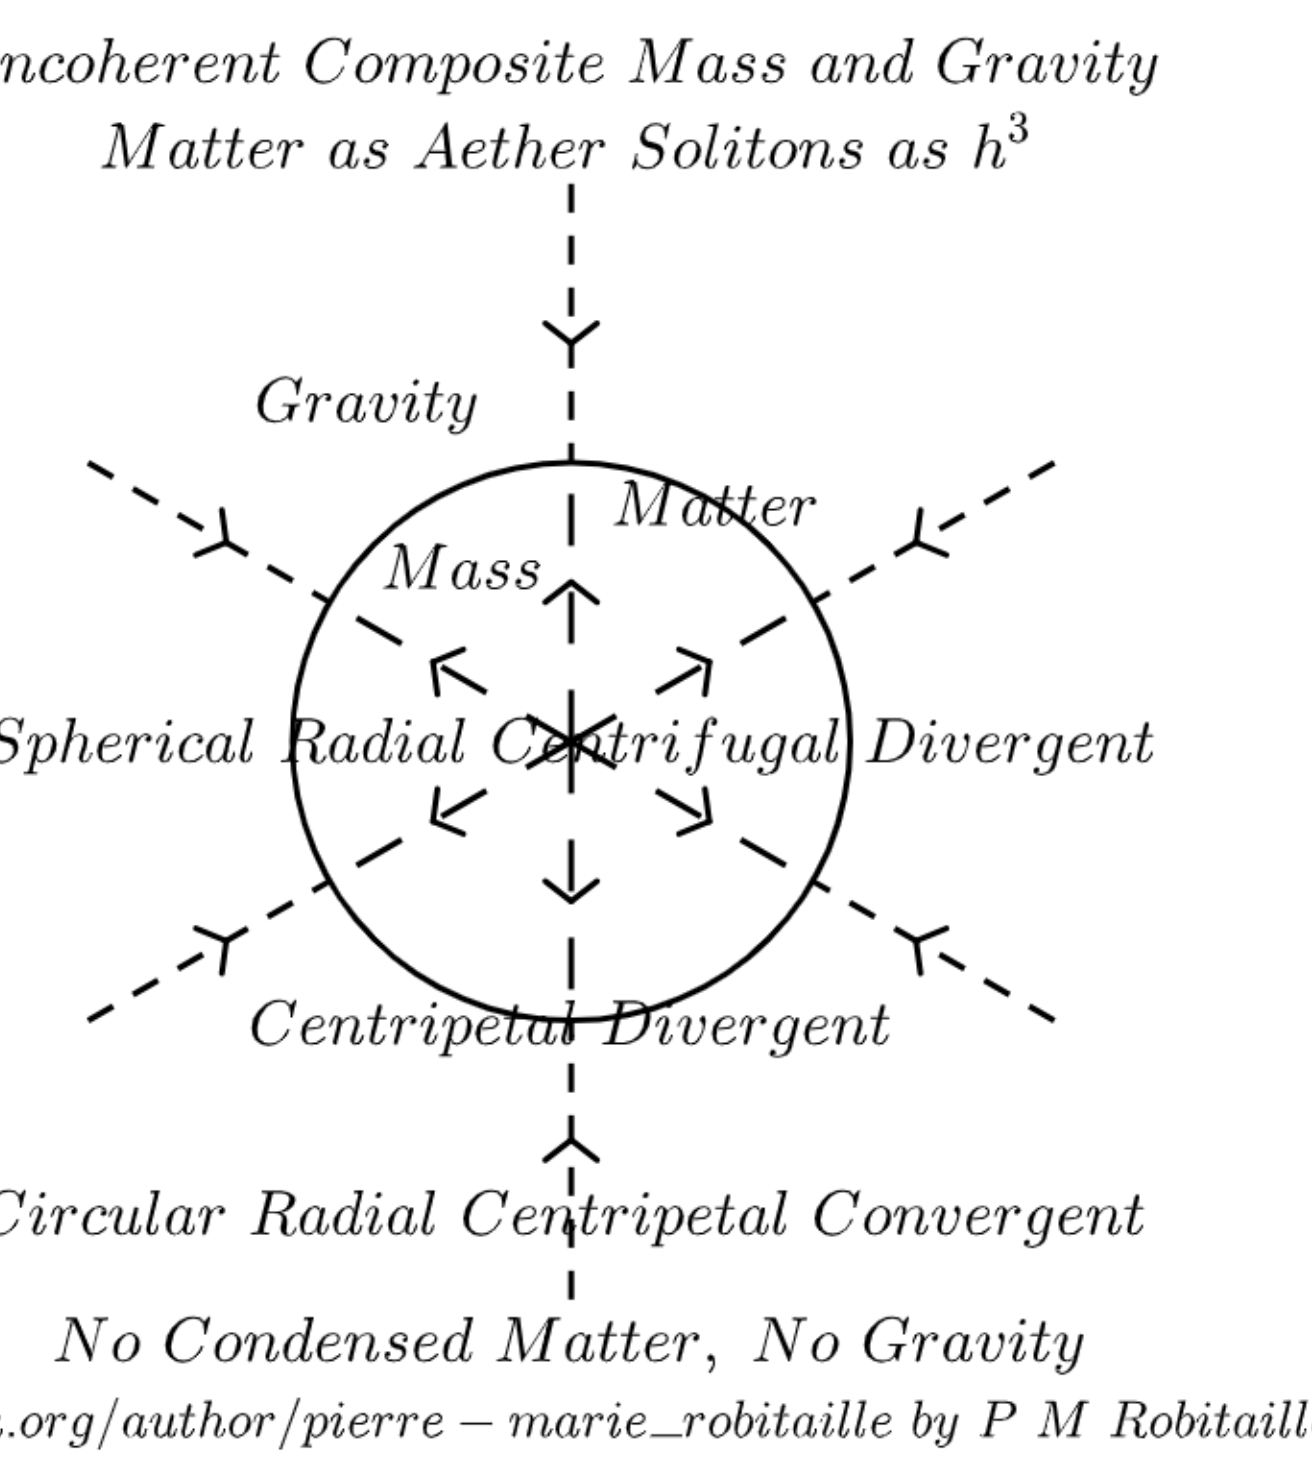 ncoherent Composite Mass and Gravity
Matter as Aether Solitons as h³
Gravity
Matter
Mass
Spherical Radial Centrifugal Divergent
Centripetal Divergent
Circular Radial Centripetal Convergent
No Condensed Matter, No Gravity
.org/author/pierre − marie_robitaille by P M Robitaill